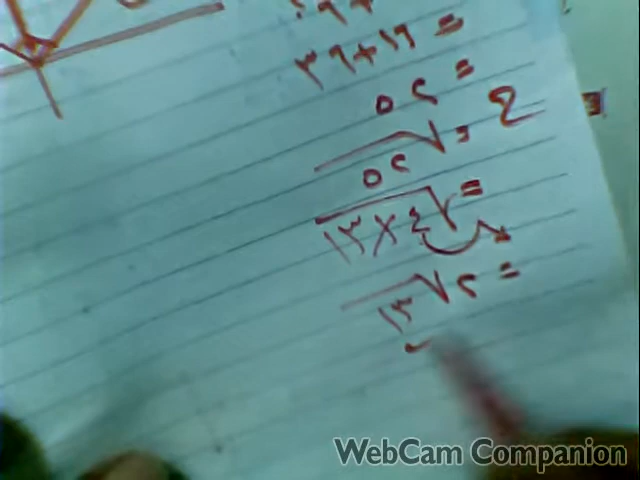 = ١٦ + ٣٦
= ٥٢
ع = √٥٢
= √٤ × ١٣
= ٢√١٣
WebCam Companion